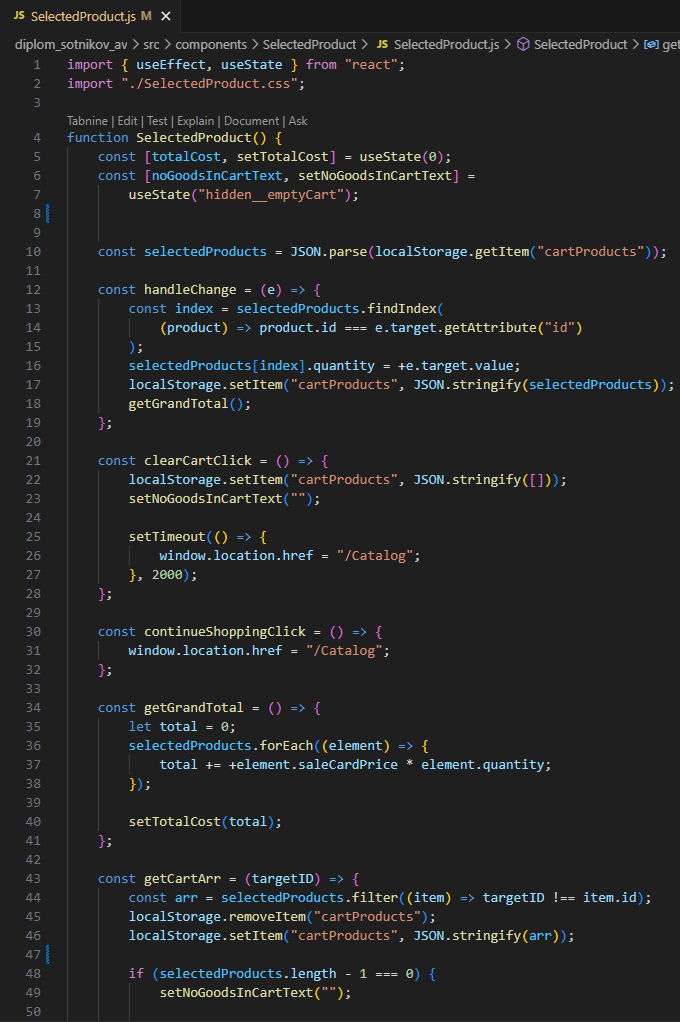 JS SelectedProduct.js M ×
diplom_sotnikov_av > src > components > SelectedProduct > JS SelectedProduct.js > SelectedProduct > get
1 import { useEffect, useState } from "react";
2 import "./SelectedProduct.css";
3
Tabnine | Edit | Test | Explain | Document | Ask
4 function SelectedProduct() {
5     const [totalCost, setTotalCost] = useState(0);
6     const [noGoodsInCartText, setNoGoodsInCartText] =
7         useState("hidden__emptyCart");
8
9
10     const selectedProducts = JSON.parse(localStorage.getItem("cartProducts"));
11
12     const handleChange = (e) => {
13         const index = selectedProducts.findIndex(
14             (product) => product.id === e.target.getAttribute("id")
15         );
16         selectedProducts[index].quantity = +e.target.value;
17         localStorage.setItem("cartProducts", JSON.stringify(selectedProducts));
18         getGrandTotal();
19     };
20
21     const clearCartClick = () => {
22         localStorage.setItem("cartProducts", JSON.stringify([]));
23         setNoGoodsInCartText("");
24
25         setTimeout(() => {
26             window.location.href = "/Catalog";
27         }, 2000);
28     };
29
30     const continueShoppingClick = () => {
31         window.location.href = "/Catalog";
32     };
33
34     const getGrandTotal = () => {
35         let total = 0;
36         selectedProducts.forEach((element) => {
37             total += +element.saleCardPrice * element.quantity;
38         });
39
40         setTotalCost(total);
41     };
42
43     const getCartArr = (targetID) => {
44         const arr = selectedProducts.filter((item) => targetID !== item.id);
45         localStorage.removeItem("cartProducts");
46         localStorage.setItem("cartProducts", JSON.stringify(arr));
47
48         if (selectedProducts.length - 1 === 0) {
49             setNoGoodsInCartText("");
50